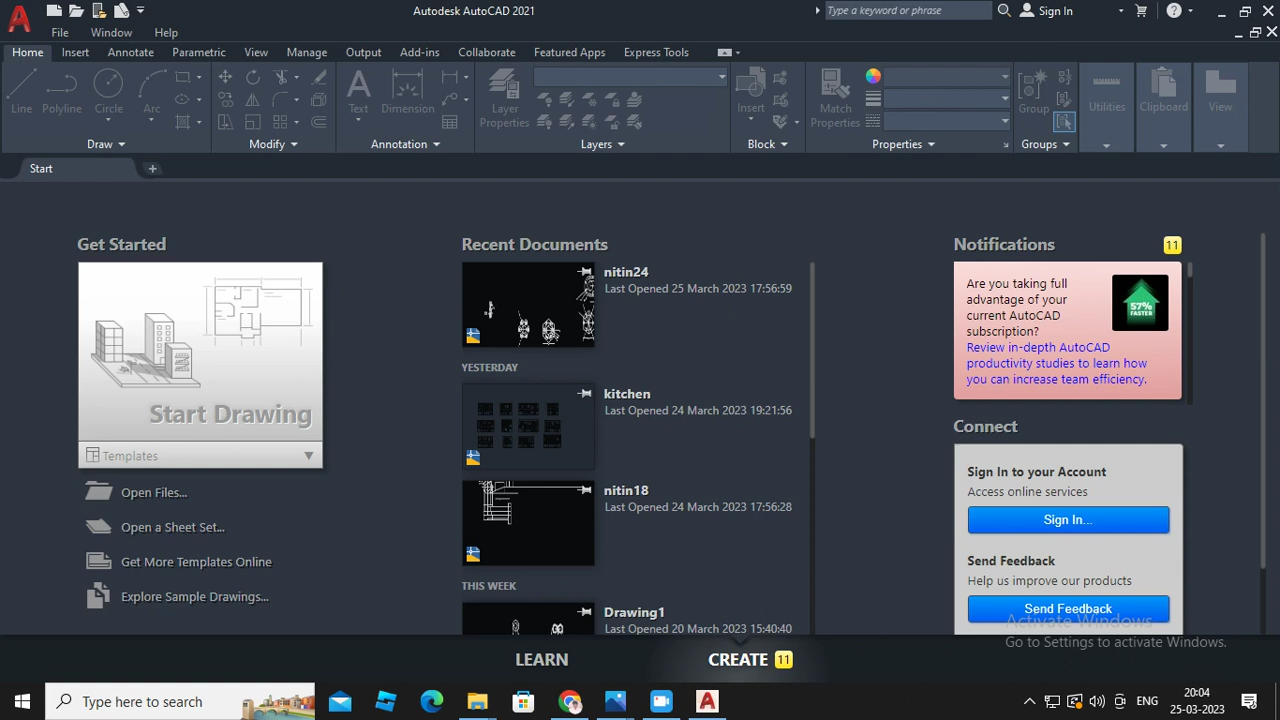 Autodesk AutoCAD 2021
Type a keyword or phrase
Sign In
File Window Help
Home Insert Annotate Parametric View Manage Output Add-ins Collaborate Featured Apps Express Tools
Line Polyline Circle Arc
Text Dimension
Layer Properties
Insert
Match Properties
Group
Utilities
Clipboard
View
Draw Modify Annotation Layers Block Properties Groups
Start
Get Started
Start Drawing
Templates
Open Files...
Open a Sheet Set...
Get More Templates Online
Explore Sample Drawings...
Recent Documents
nitin24
Last Opened 25 March 2023 17:56:59
YESTERDAY
kitchen
Last Opened 24 March 2023 19:21:56
nitin18
Last Opened 24 March 2023 17:56:28
THIS WEEK
Drawing1
Last Opened 20 March 2023 15:40:40
Notifications 11
Are you taking full
advantage of your
current AutoCAD
subscription?
57%
FASTER
Review in-depth AutoCAD
productivity studies to learn how
you can increase team efficiency.
Connect
Sign In to your Account
Access online services
Sign In...
Send Feedback
Help us improve our products
Send Feedback
Activate Windows
Go to Settings to activate Windows.
LEARN CREATE 11
Type here to search
ENG
20:04
25-03-2023